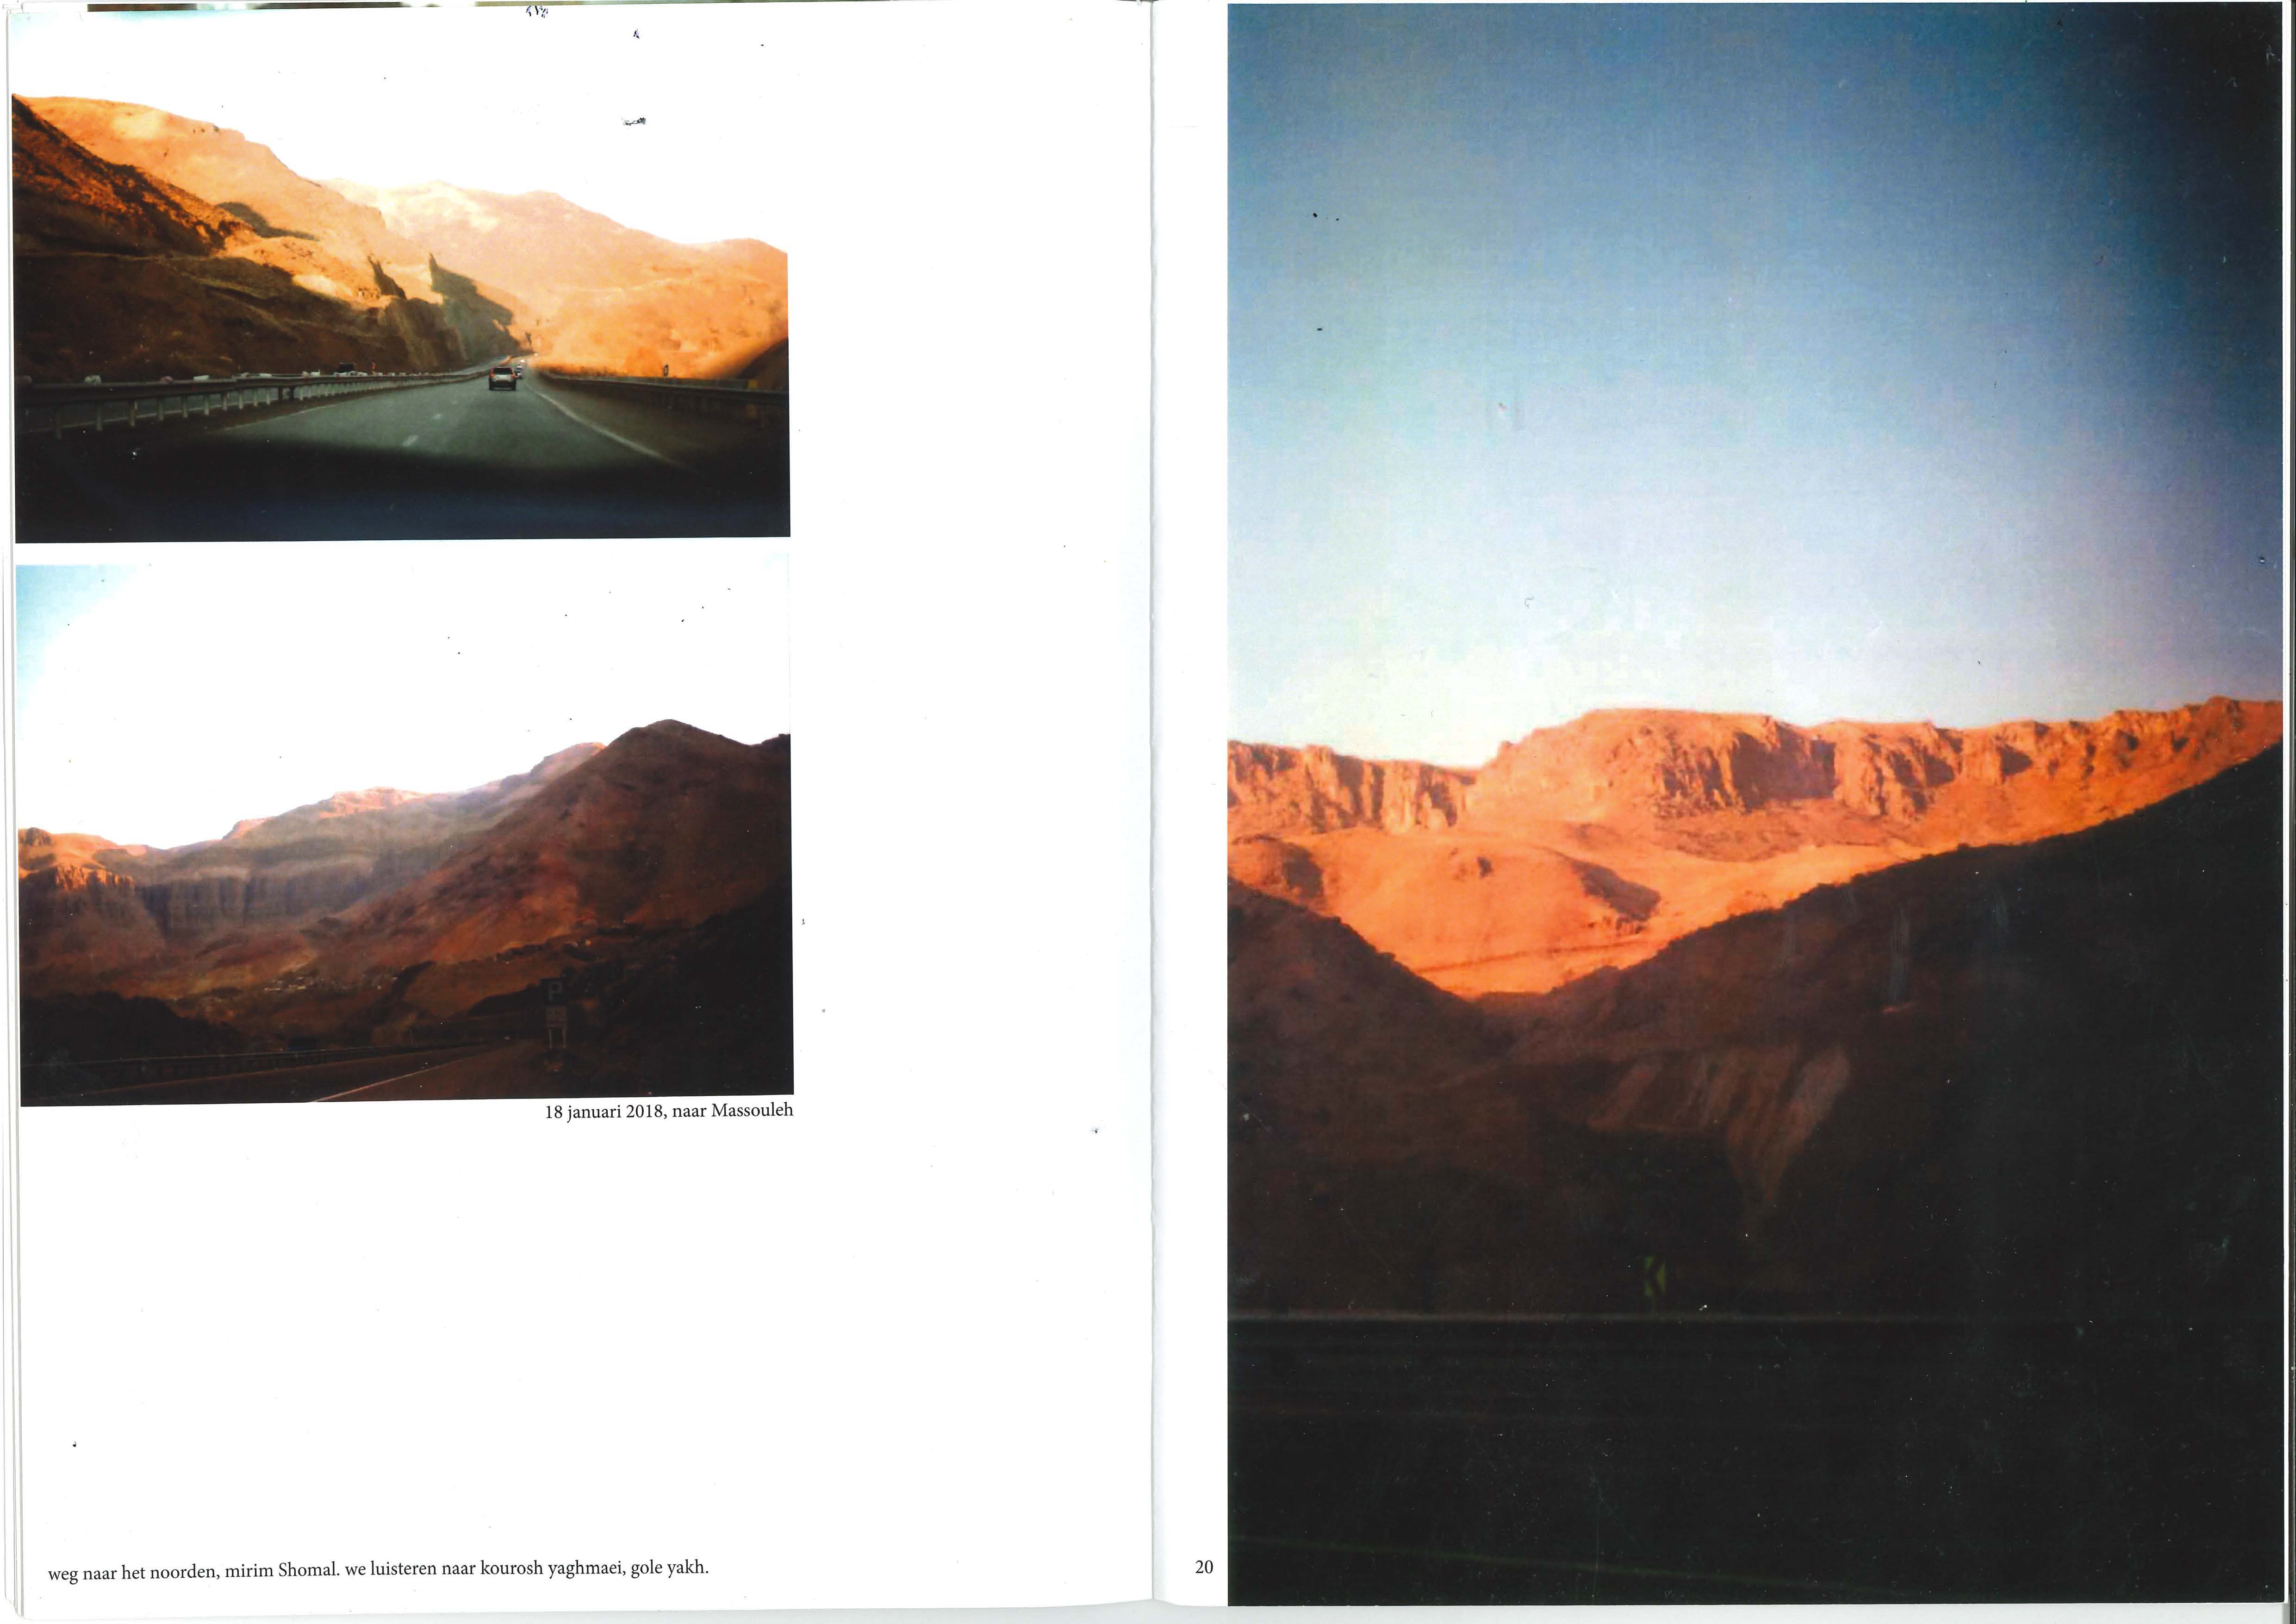 P
18 januari 2018, naar Massouleh
weg naar het noorden, mirim Shomal. we luisteren naar kourosh yaghmaei, gole yakh.
20